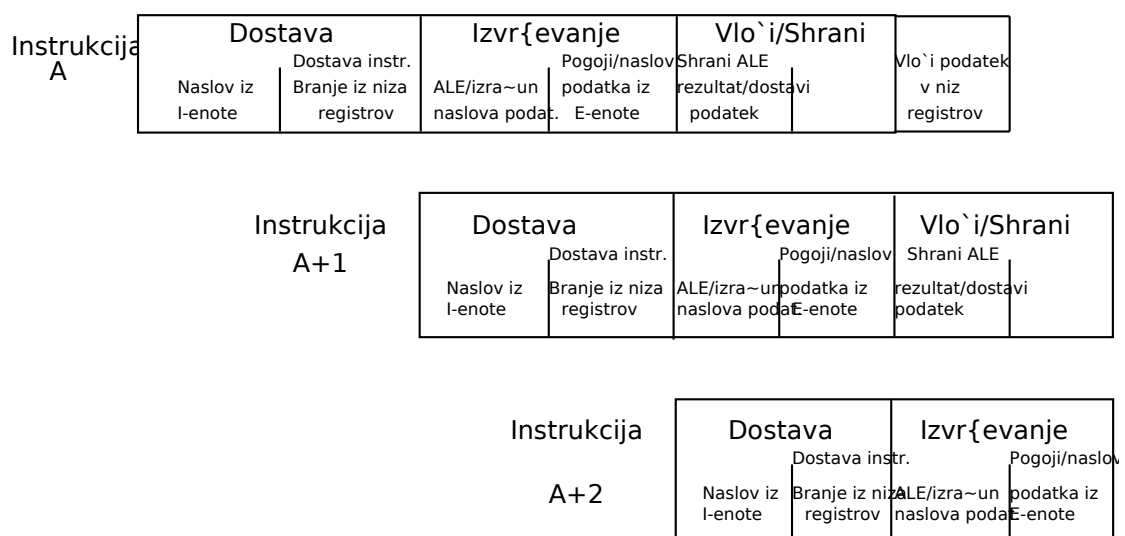 Instrukcija
A
Dostava
Izvr{evanje
Vlo`i/Shrani
Dostava instr.
Naslov iz
I-enote
Branje iz niza
registrov
ALE/izra~un
naslova podat.
Pogoji/naslov
podatka iz
E-enote
Shrani ALE
rezultat/dostavi
podatek
Vlo`i podatek
v niz
registrov
Instrukcija
A+1
Dostava
Izvr{evanje
Vlo`i/Shrani
Naslov iz
I-enote
Dostava instr.
Branje iz niza
registrov
ALE/izra~un
naslova podat.
Pogoji/naslov
podatka iz
E-enote
Shrani ALE
rezultat/dostavi
podatek
Instrukcija
A+2
Dostava
Izvr{evanje
Naslov iz
I-enote
Dostava instr.
Branje iz niza
registrov
ALE/izra~un
naslova podat.
Pogoji/naslov
podatka iz
E-enote